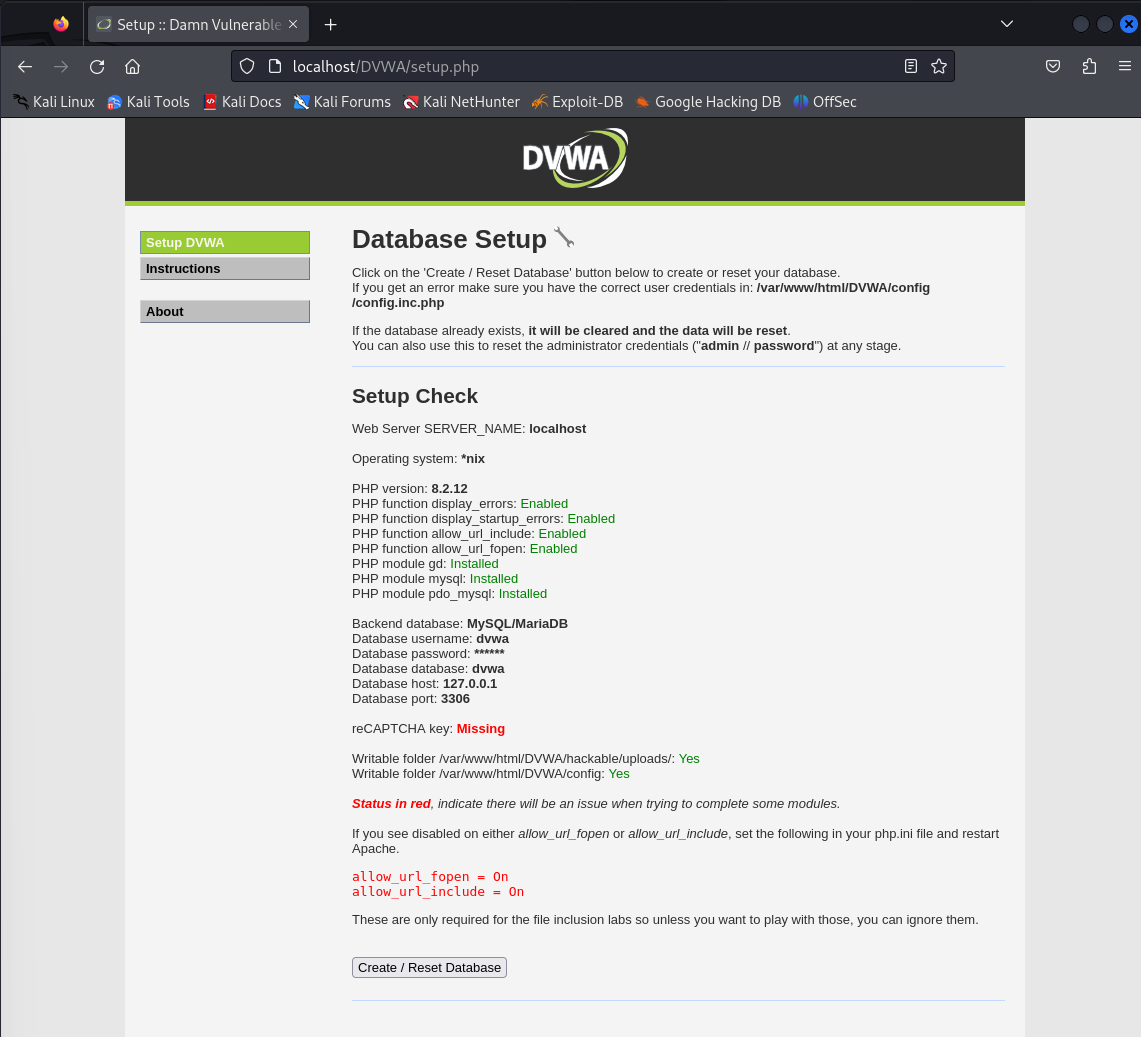 Setup :: Damn Vulnerable
localhost/DVWA/setup.php
Kali Linux Kali Tools Kali Docs Kali Forums Kali NetHunter Exploit-DB Google Hacking DB OffSec
DVWA
Setup DVWA
Instructions
About
Database Setup
Click on the 'Create / Reset Database' button below to create or reset your database.
If you get an error make sure you have the correct user credentials in: /var/www/html/DVWA/config
/config.inc.php
If the database already exists, it will be cleared and the data will be reset.
You can also use this to reset the administrator credentials ("admin // password") at any stage.
Setup Check
Web Server SERVER_NAME: localhost
Operating system: *nix
PHP version: 8.2.12
PHP function display_errors: Enabled
PHP function display_startup_errors: Enabled
PHP function allow_url_include: Enabled
PHP function allow_url_fopen: Enabled
PHP module gd: Installed
PHP module mysql: Installed
PHP module pdo_mysql: Installed
Backend database: MySQL/MariaDB
Database username: dvwa
Database password: ******
Database database: dvwa
Database host: 127.0.0.1
Database port: 3306
reCAPTCHA key: Missing
Writable folder /var/www/html/DVWA/hackable/uploads/: Yes
Writable folder /var/www/html/DVWA/config: Yes
Status in red, indicate there will be an issue when trying to complete some modules.
If you see disabled on either allow_url_fopen or allow_url_include, set the following in your php.ini file and restart
Apache.
allow_url_fopen = On
allow_url_include = On
These are only required for the file inclusion labs so unless you want to play with those, you can ignore them.
Create / Reset Database